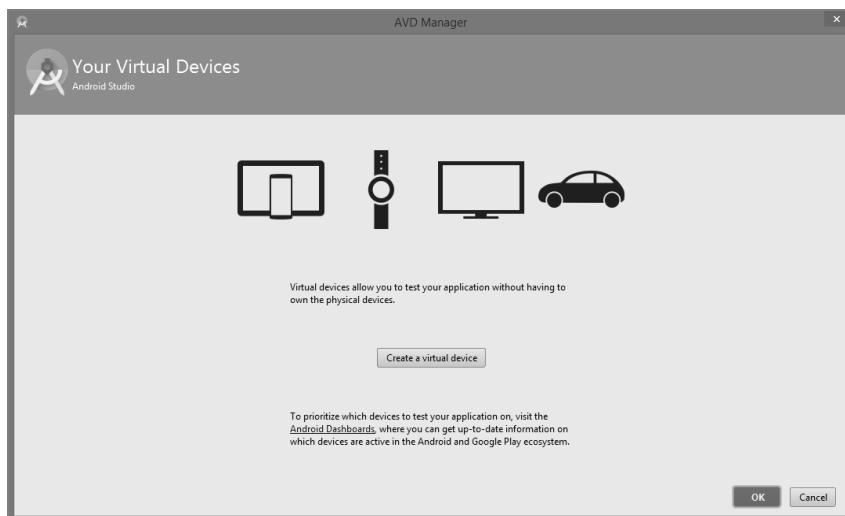 AVD Manager
Your Virtual Devices
Android Studio
Virtual devices allow you to test your application without having to
own the physical devices.
Create a virtual device
To prioritize which devices to test your application on, visit the
Android Dashboards, where you can get up-to-date information on
which devices are active in the Android and Google Play ecosystem.
OK Cancel